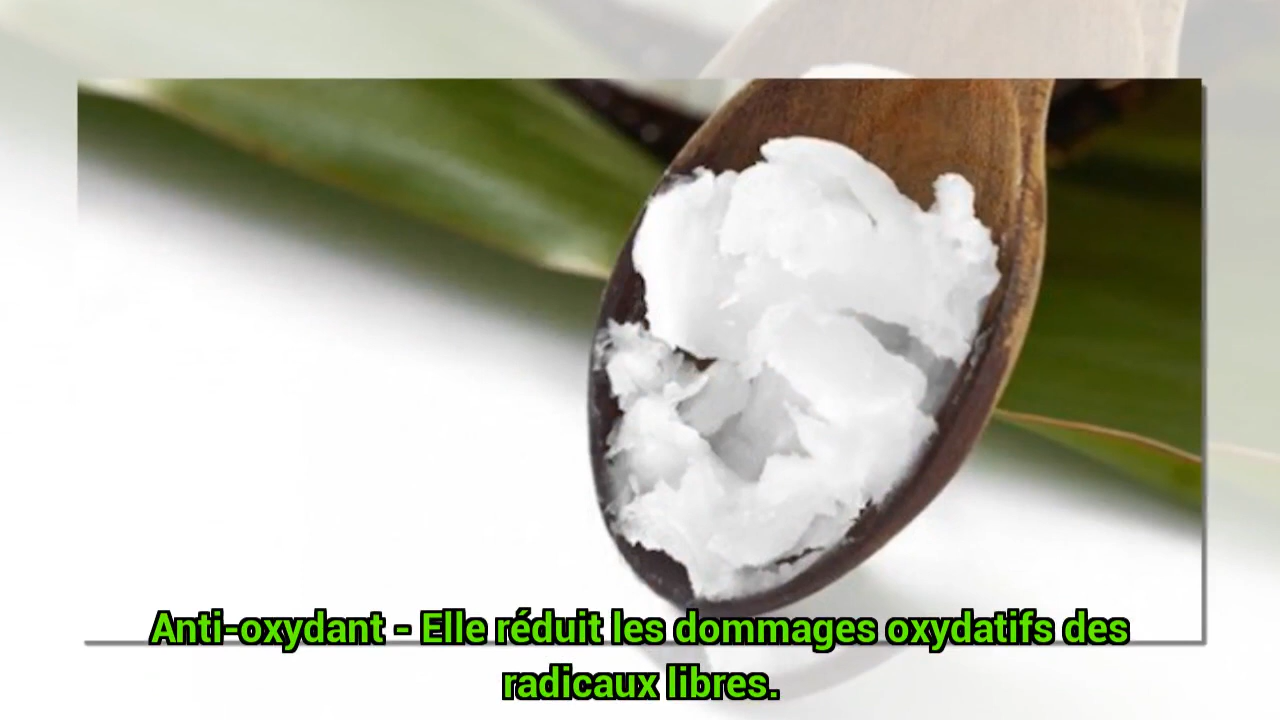 Anti-oxydant - Elle réduit les dommages oxydatifs des
radicaux libres.